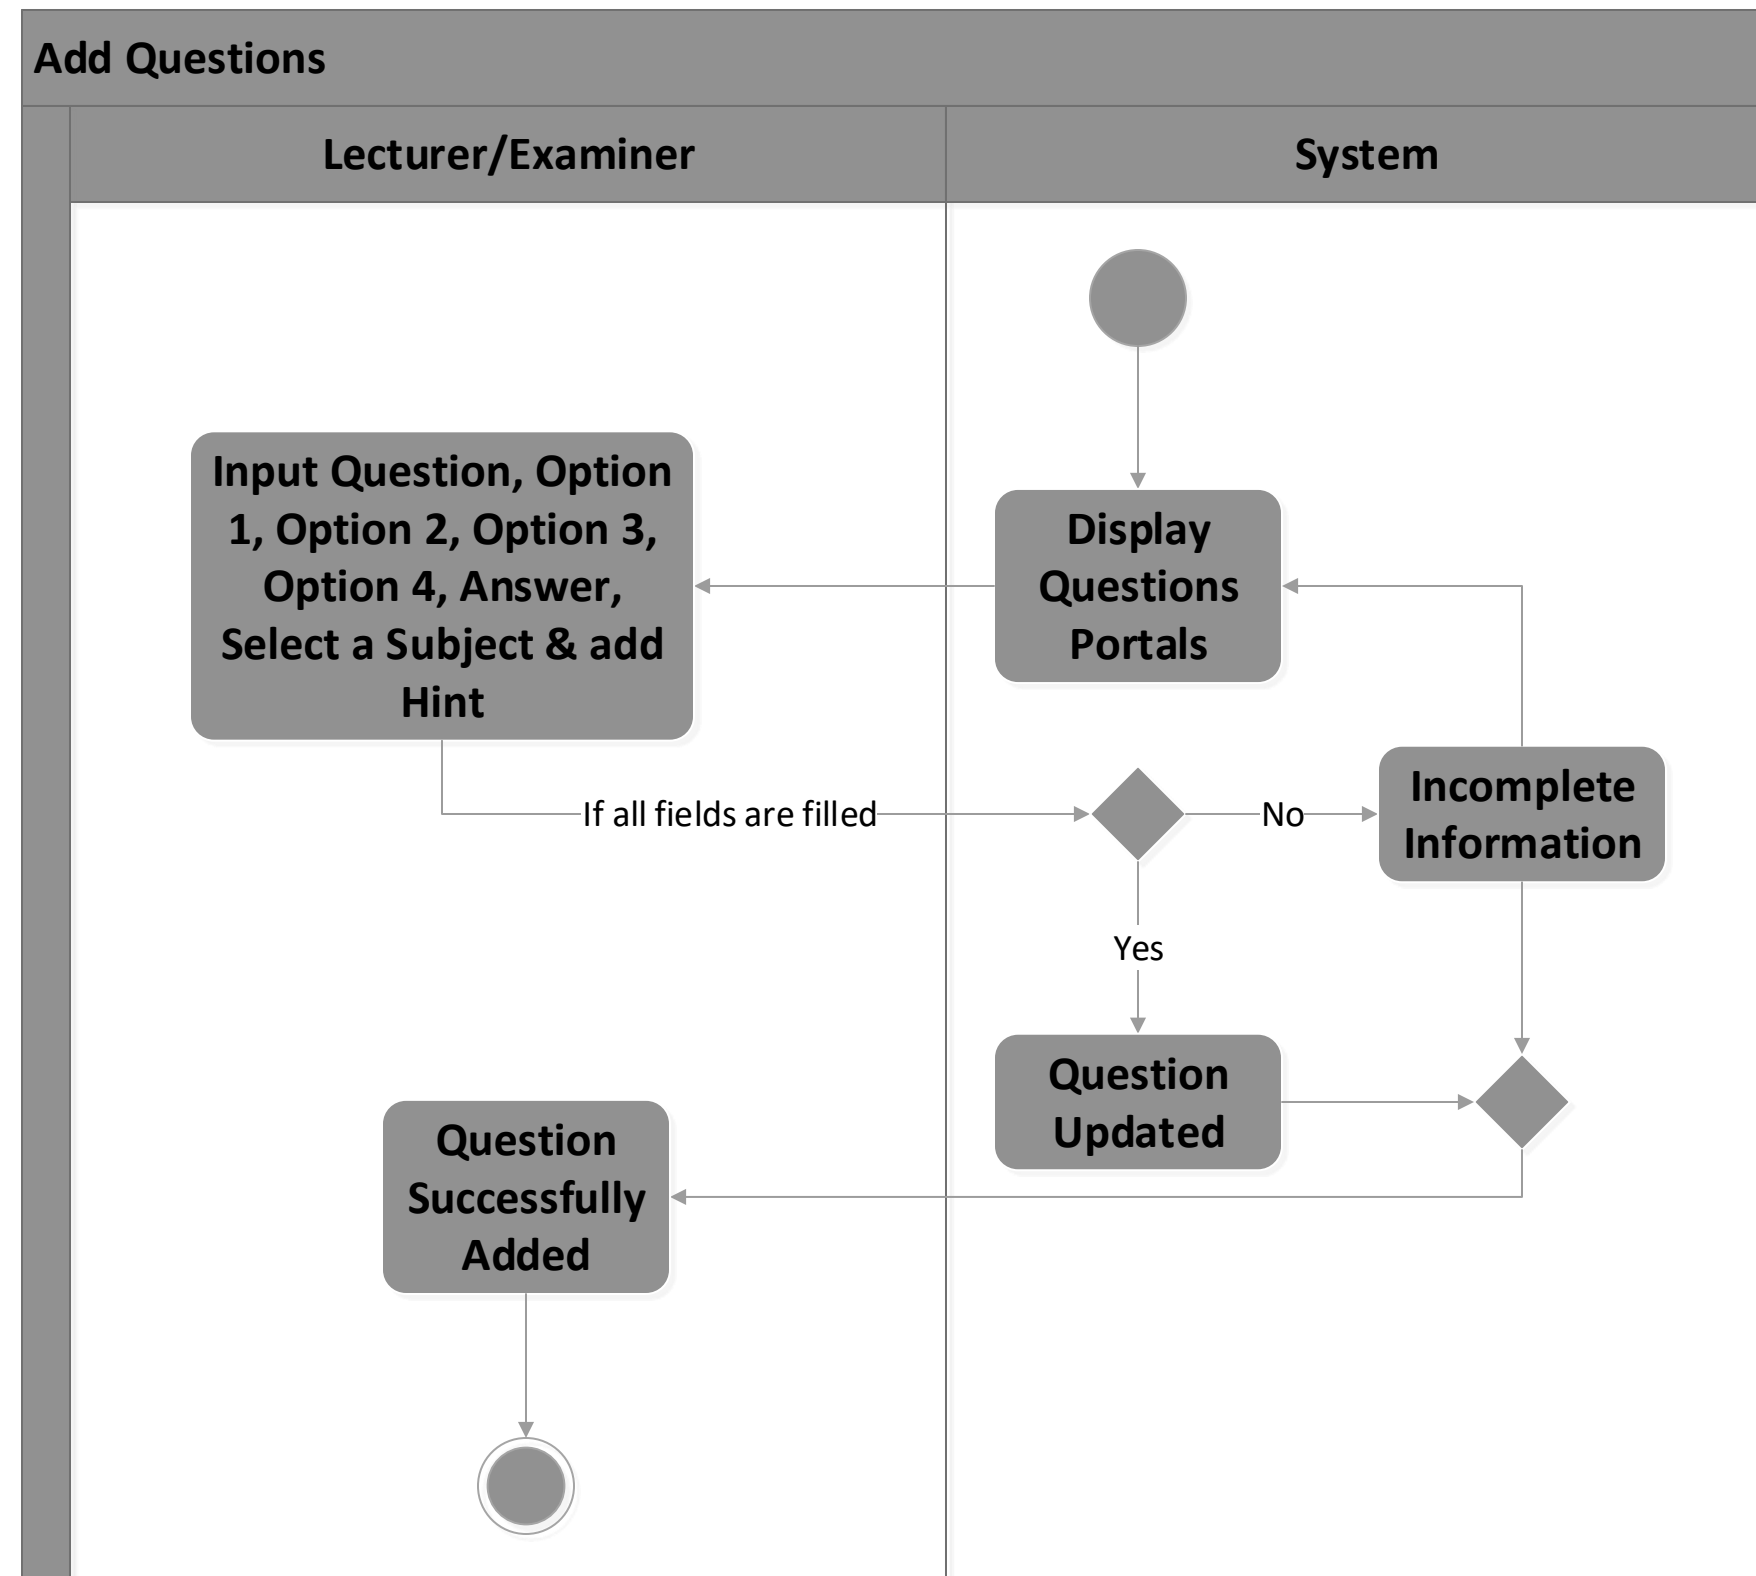 Add Questions
Lecturer/Examiner
System
Input Question, Option
1, Option 2, Option 3,
Option 4, Answer,
Select a Subject & add
Hint
Display
Questions
Portals
If all fields are filled
No
Incomplete
Information
Yes
Question
Updated
Question
Successfully
Added